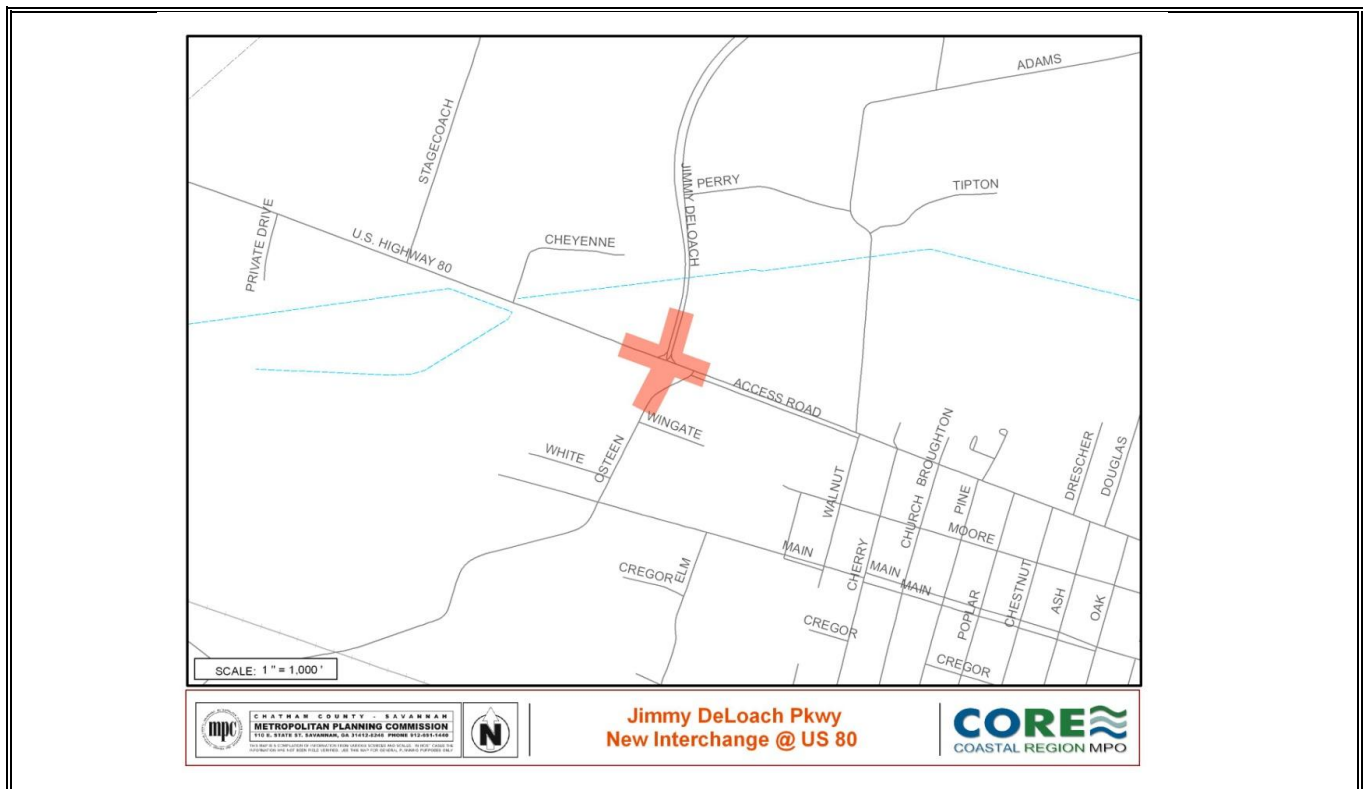 ADAMS
STAGECOACH
JIMMY DELOACH
PERRY
TIPTON
PRIVATE DRIVE
U.S. HIGHWAY 80
CHEYENNE
ACCESS ROAD
WINGATE
OSTEEN
WHITE
BROUGHTON
DRESCHER
DOUGLAS
WALNUT
CHURCH
PINE
MOORE
MAIN
CHERRY
MAIN
MAIN
CHESTNUT
ASH
OAK
CREGOR
ELM
POPLAR
CREGOR
CREGOR
SCALE: 1 " = 1,000 '
mpc
CHATHAM COUNTY - SAVANNAH
METROPOLITAN PLANNING COMMISSION
N
Jimmy DeLoach Pkwy
New Interchange @ US 80
CORE
COASTAL REGION MPO